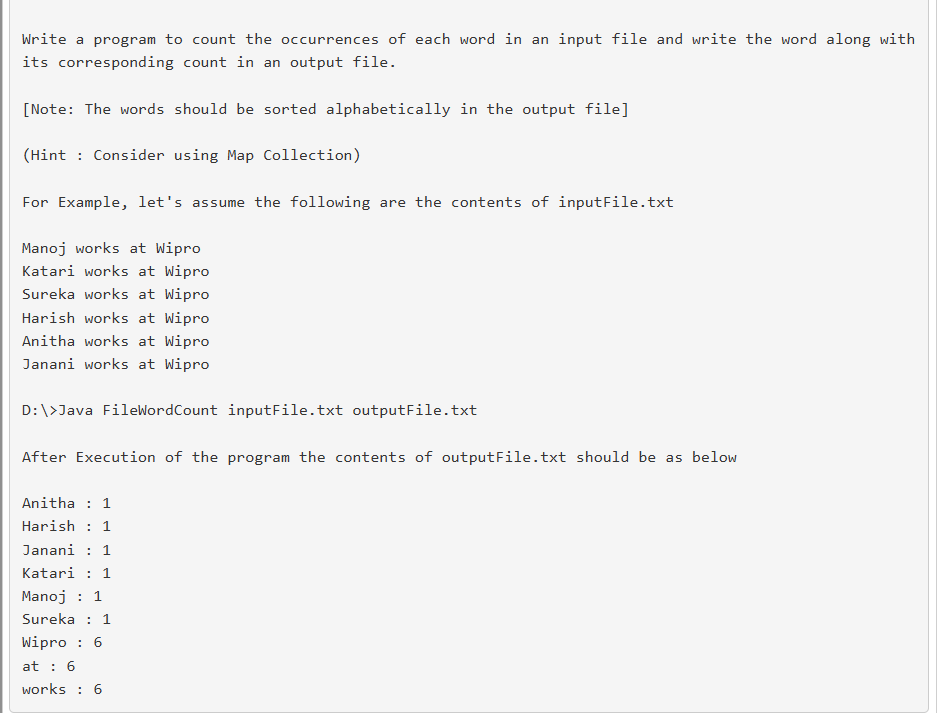 Write a program to count the occurrences of each word in an input file and write the word along with
its corresponding count in an output file.
[Note: The words should be sorted alphabetically in the output file]
(Hint : Consider using Map Collection)
For Example, let's assume the following are the contents of inputFile.txt
Manoj works at Wipro
Katari works at Wipro
Sureka works at Wipro
Harish works at Wipro
Anitha works at Wipro
Janani works at Wipro
D:\>Java FileWordCount inputFile.txt outputFile.txt
After Execution of the program the contents of outputFile.txt should be as below
Anitha : 1
Harish : 1
Janani : 1
Katari : 1
Manoj : 1
Sureka : 1
Wipro : 6
at : 6
works : 6